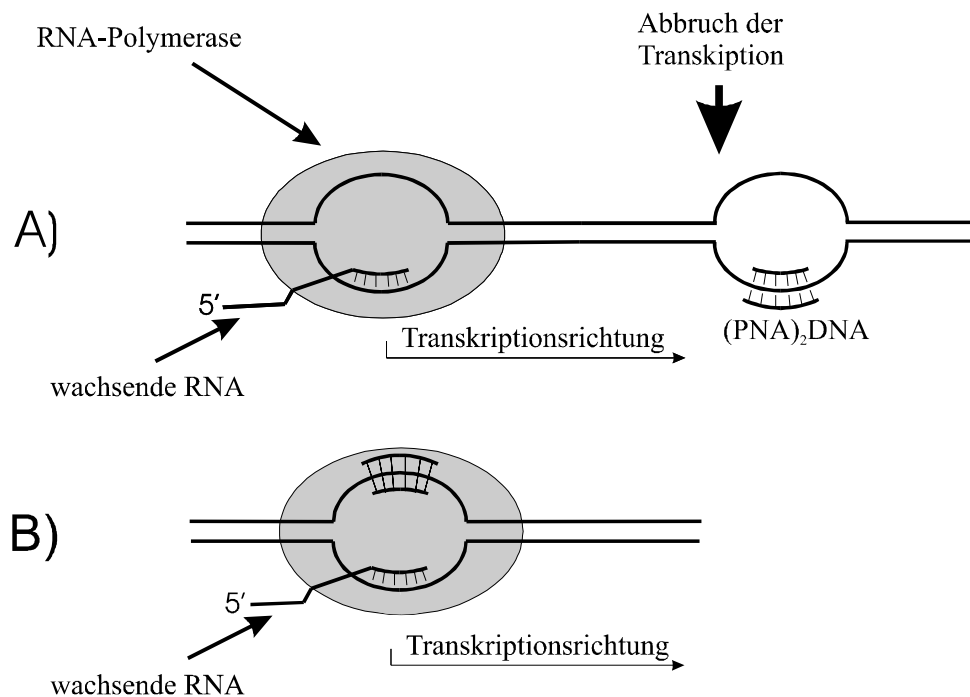 RNA-Polymerase
Abbruch der
Transkiption
A)
5'
Transkriptionsrichtung
(PNA)₂DNA
wachsende RNA
B)
5'
Transkriptionsrichtung
wachsende RNA